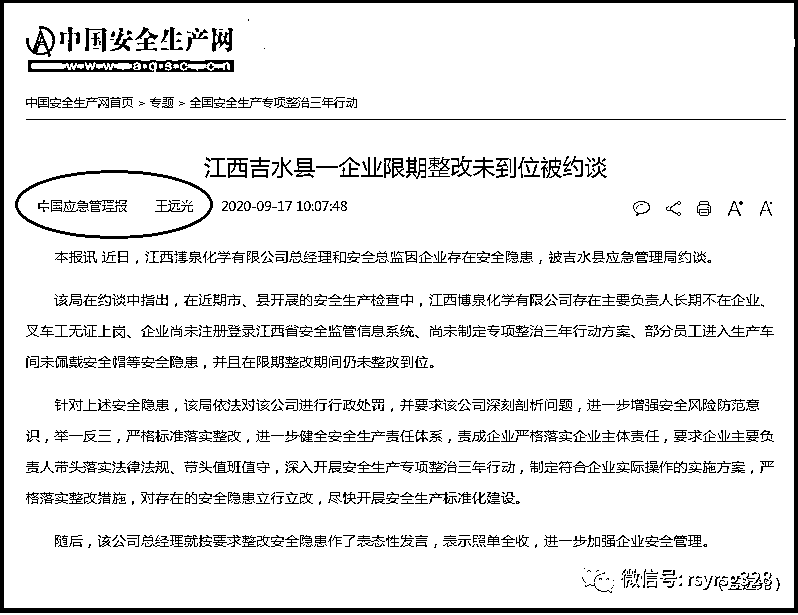 中国安全生产网
www.aqsc.cn
中国安全生产网首页 > 专题 > 全国安全生产专项整治三年行动
江西吉水县一企业限期整改未到位被约谈
中国应急管理报 王远光 2020-09-17 10:07:48
A+ A-
本报讯 近日，江西博泉化学有限公司总经理和安全总监因企业存在安全隐患，被吉水县应急管理局约谈。
该局在约谈中指出，在近期市、县开展的安全生产检查中，江西博泉化学有限公司存在主要负责人长期不在企业、
叉车工无证上岗、企业尚未注册登录江西省安全监管信息系统、尚未制定专项整治三年行动方案、部分员工进入生产车
间未佩戴安全帽等安全隐患，并且在限期整改期间仍未整改到位。
针对上述安全隐患，该局依法对该公司进行行政处罚，并要求该公司深刻剖析问题，进一步增强安全风险防范意
识，举一反三，严格标准落实整改，进一步健全安全生产责任体系，责成企业严格落实企业主体责任，要求企业主要负
责人带头落实法律法规、带头值班值守，深入开展安全生产专项整治三年行动，制定符合企业实际操作的实施方案，严
格落实整改措施，对存在的安全隐患立行立改，尽快开展安全生产标准化建设。
随后，该公司总经理就按要求整改安全隐患作了表态性发言，表示照单全收，进一步加强企业安全管理。
微信号: rsyrsg328